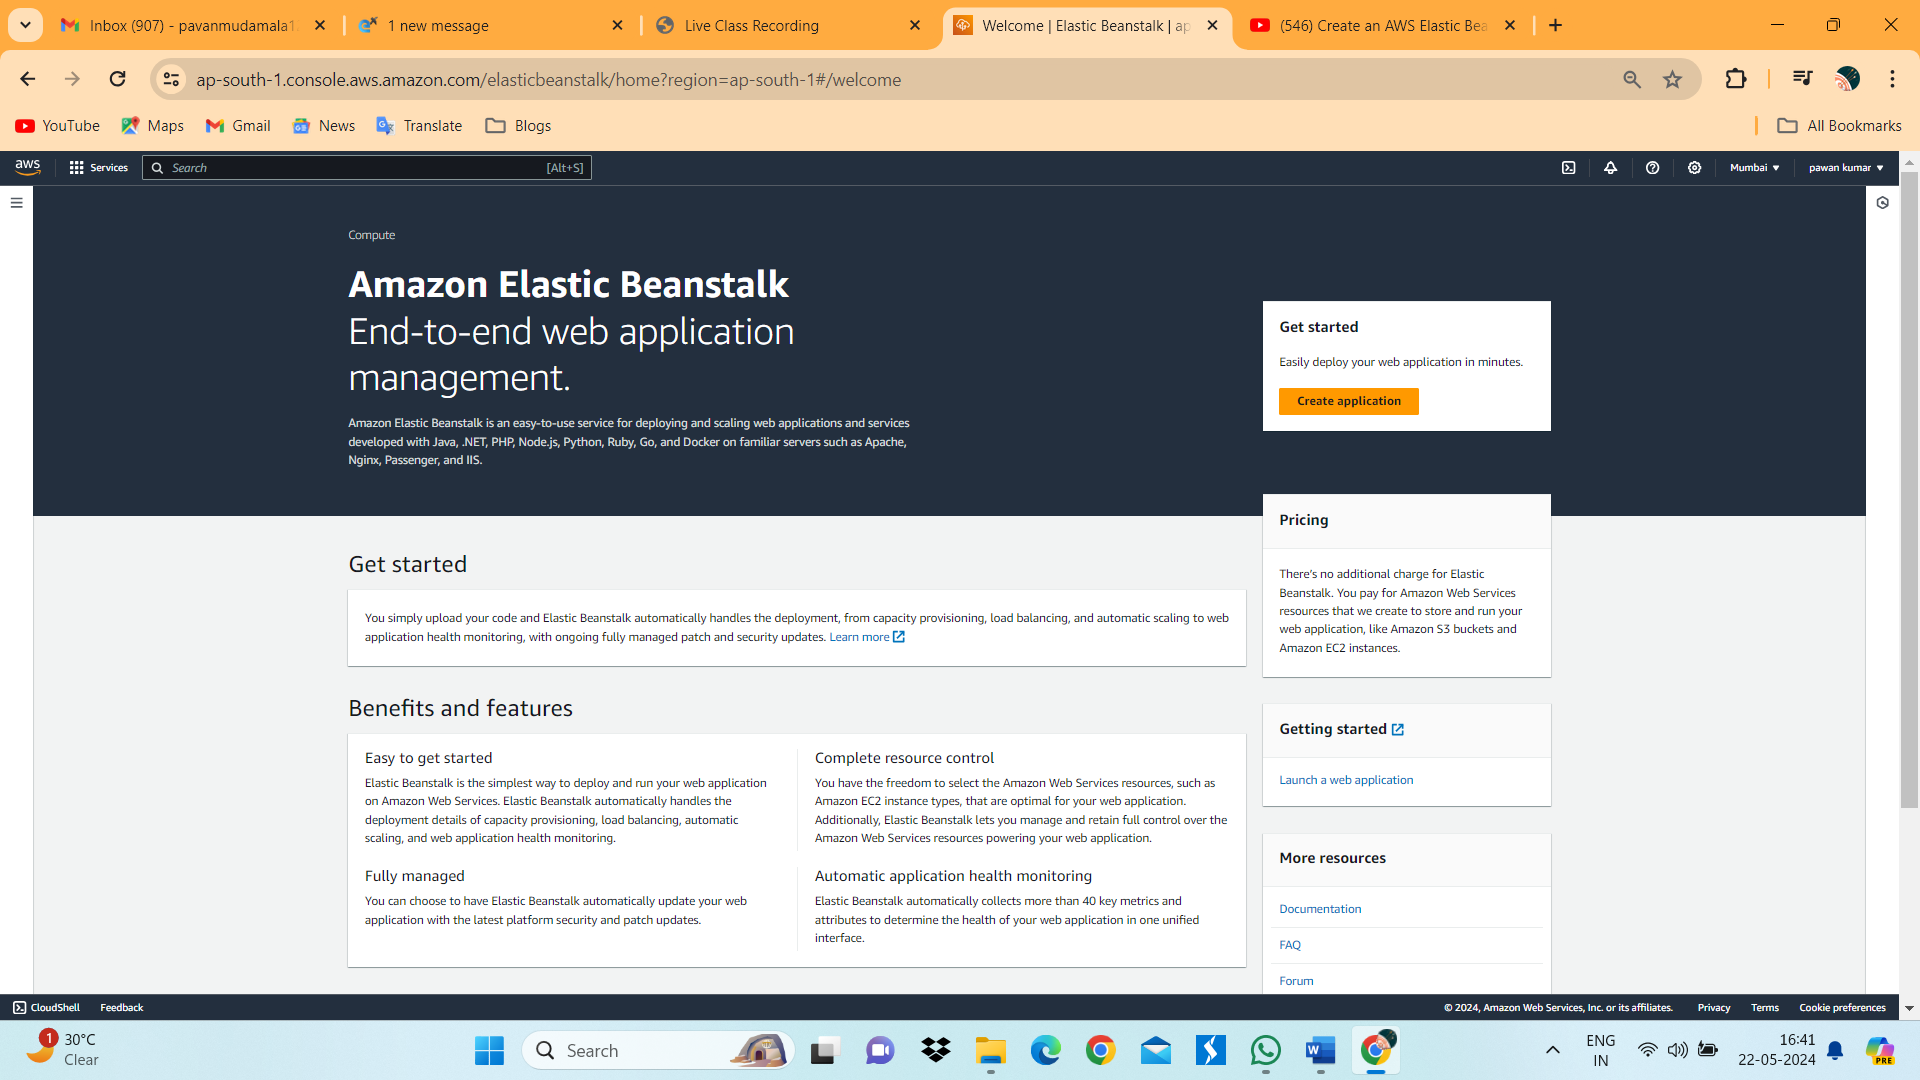 Inbox (907) - pavanmudamala1
1 new message
Live Class Recording
Welcome | Elastic Beanstalk | ap
(546) Create an AWS Elastic Bea
ap-south-1.console.aws.amazon.com/elasticbeanstalk/home?region=ap-south-1#/welcome
YouTube
Maps
Gmail
News
Translate
Blogs
All Bookmarks
aws
Services
Search
[Alt+S]
Mumbai
pawan kumar
Compute
Amazon Elastic Beanstalk
End-to-end web application
management.
Amazon Elastic Beanstalk is an easy-to-use service for deploying and scaling web applications and services
developed with Java, .NET, PHP, Node.js, Python, Ruby, Go, and Docker on familiar servers such as Apache,
Nginx, Passenger, and IIS.
Get started
Easily deploy your web application in minutes.
Create application
Pricing
There's no additional charge for Elastic
Beanstalk. You pay for Amazon Web Services
resources that we create to store and run your
web application, like Amazon S3 buckets and
Amazon EC2 instances.
Get started
You simply upload your code and Elastic Beanstalk automatically handles the deployment, from capacity provisioning, load balancing, and automatic scaling to web
application health monitoring, with ongoing fully managed patch and security updates. Learn more
Benefits and features
Easy to get started
Elastic Beanstalk is the simplest way to deploy and run your web application
on Amazon Web Services. Elastic Beanstalk automatically handles the
deployment details of capacity provisioning, load balancing, automatic
scaling, and web application health monitoring.
Complete resource control
You have the freedom to select the Amazon Web Services resources, such as
Amazon EC2 instance types, that are optimal for your web application.
Additionally, Elastic Beanstalk lets you manage and retain full control over the
Amazon Web Services resources powering your web application.
Fully managed
You can choose to have Elastic Beanstalk automatically update your web
application with the latest platform security and patch updates.
Automatic application health monitoring
Elastic Beanstalk automatically collects more than 40 key metrics and
attributes to determine the health of your web application in one unified
interface.
Getting started
Launch a web application
More resources
Documentation
FAQ
Forum
CloudShell
Feedback
© 2024, Amazon Web Services, Inc. or its affiliates.
Privacy
Terms
Cookie preferences
1
30°C
Clear
Search
W
ENG
IN
16:41
22-05-2024
PRE